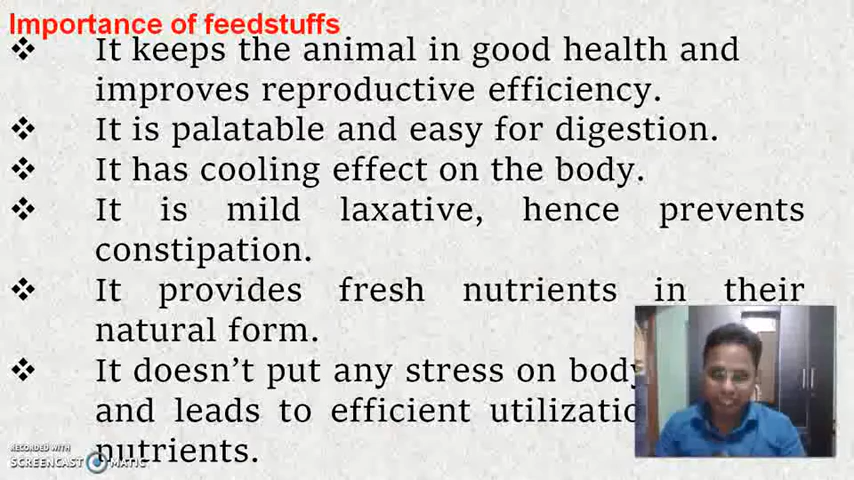 Importance of feedstuffs
❖ It keeps the animal in good health and
improves reproductive efficiency.
❖ It is palatable and easy for digestion.
❖ It has cooling effect on the body.
❖ It is mild laxative, hence prevents
constipation.
❖ It provides fresh nutrients in their
natural form.
❖ It doesn't put any stress on body
and leads to efficient utilizatio
nutrients.
RECORDED WITH
SCREENCAST MATIC